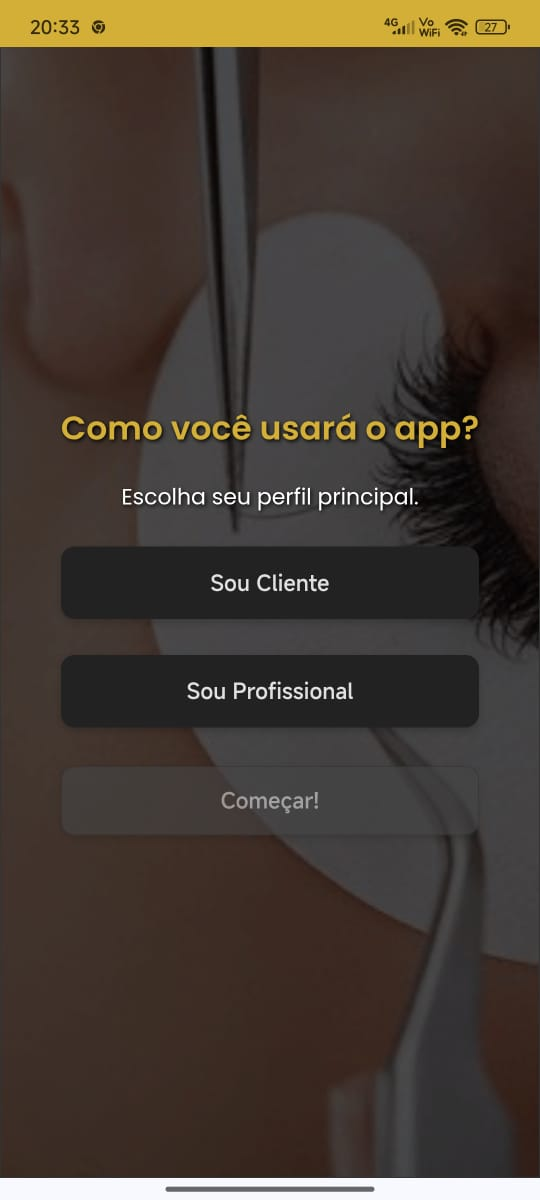 20:33
4G Vo WiFi 27
Como você usará o app?
Escolha seu perfil principal.
Sou Cliente
Sou Profissional
Começar!